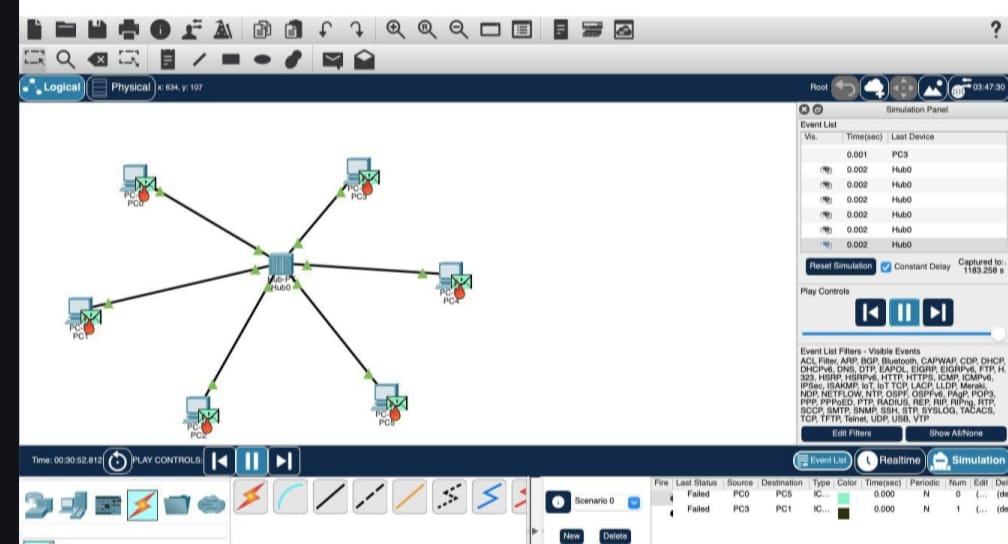 ?
Logical Physical x: 634, y: 107 Root 03:47:30
Simulation Panel
Event List
Vis. Time(sec) Last Device
0.001 PC3
0.002 Hub0
0.002 Hub0
0.002 Hub0
0.002 Hub0
0.002 Hub0
0.002 Hub0
Reset Simulation Constant Delay Captured to:
1183.258 s
Play Controls
Event List Filters - Visible Events
ACL Filter, ARP, BGP, Bluetooth, CAPWAP, CDP, DHCP,
DHCPv6, DNS, DTP, EAPOL, EIGRP, EIGRPv6, FTP, H.
323, HSRP, HSRPv6, HTTP, HTTPS, ICMP, ICMPv6,
IPSec, ISAKMP, IoT, IoT TCP, LACP, LLDP, Meraki,
NDP, NETFLOW, NTP, OSPF, OSPFv6, PAgP, POP3,
PPP, PPPoED, PTP, RADIUS, REP, RIP, RIPng, RTP,
SCCP, SMTP, SNMP, SSH, STP, SYSLOG, TACACS,
TCP, TFTP, Telnet, UDP, USB, VTP
Edit Filters Show All/None
PC-
PC0
PC-
PC3
Hub0
PC-
PC4
PC-
PC1
PC-
PC2
PC-
PC5
Time: 00:30:52.812 PLAY CONTROLS: Event List Realtime Simulation
Scenario 0
New Delete
Fire Last Status Source Destination Type Color Time(sec) Periodic Num Edit Del
Failed PC0 PC5 IC... 0.000 N 0 (...
Failed PC3 PC1 IC... 0.000 N 1 (... (de